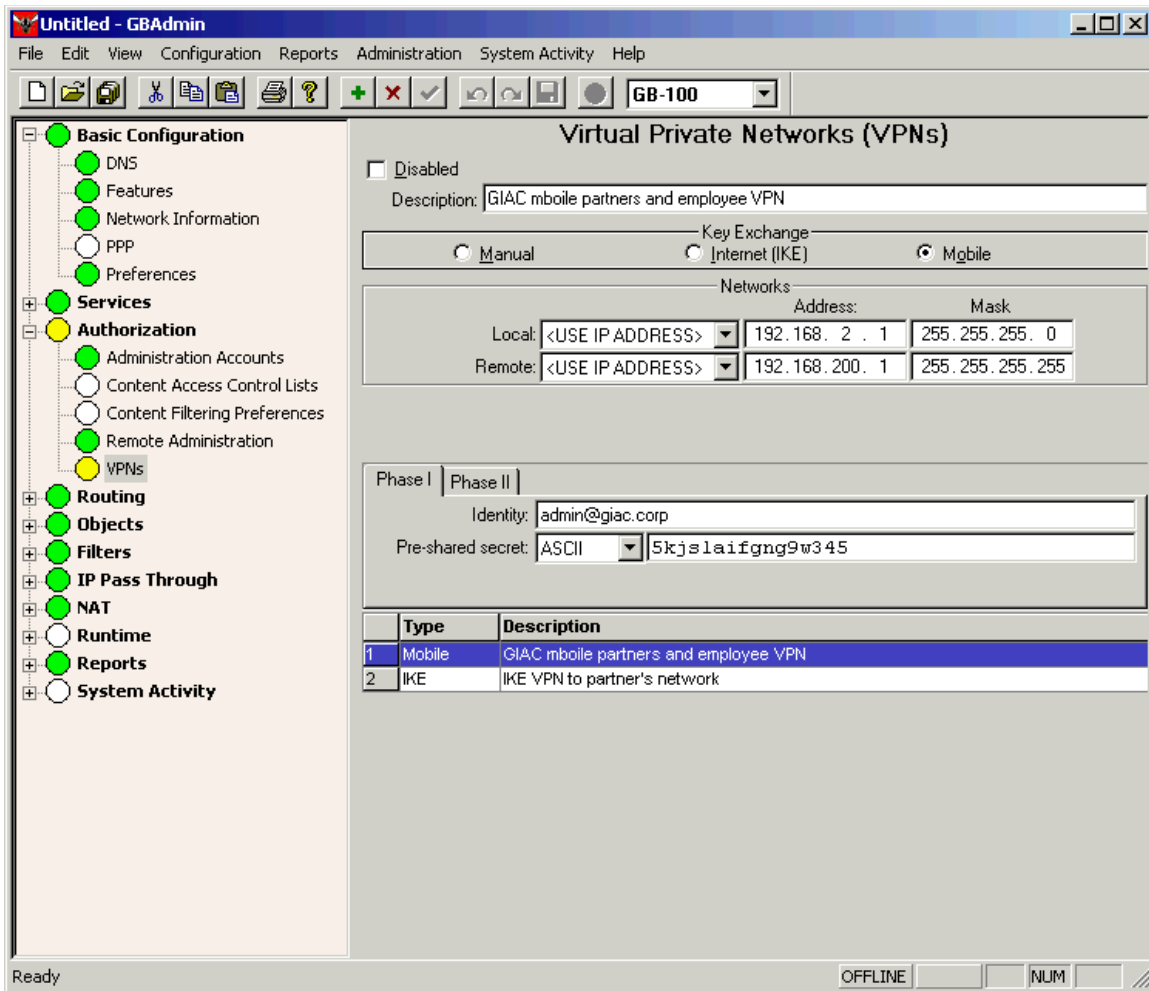 Untitled - GBAdmin
File Edit View Configuration Reports Administration System Activity Help
GB-100
Basic Configuration
DNS
Features
Network Information
PPP
Preferences
Services
Authorization
Administration Accounts
Content Access Control Lists
Content Filtering Preferences
Remote Administration
VPNs
Routing
Objects
Filters
IP Pass Through
NAT
Runtime
Reports
System Activity
Virtual Private Networks (VPNs)
Disabled
Description: GIAC mboile partners and employee VPN
Key Exchange
Manual Internet (IKE) Mobile
Networks
Address: Mask
Local: <USE IP ADDRESS> 192.168. 2 . 1 255.255.255. 0
Remote: <USE IP ADDRESS> 192.168.200. 1 255.255.255.255
Phase I Phase II
Identity: admin@giac.corp
Pre-shared secret: ASCII 5kjslaifgng9w345
Type Description
1 Mobile GIAC mboile partners and employee VPN
2 IKE IKE VPN to partner's network
Ready OFFLINE NUM